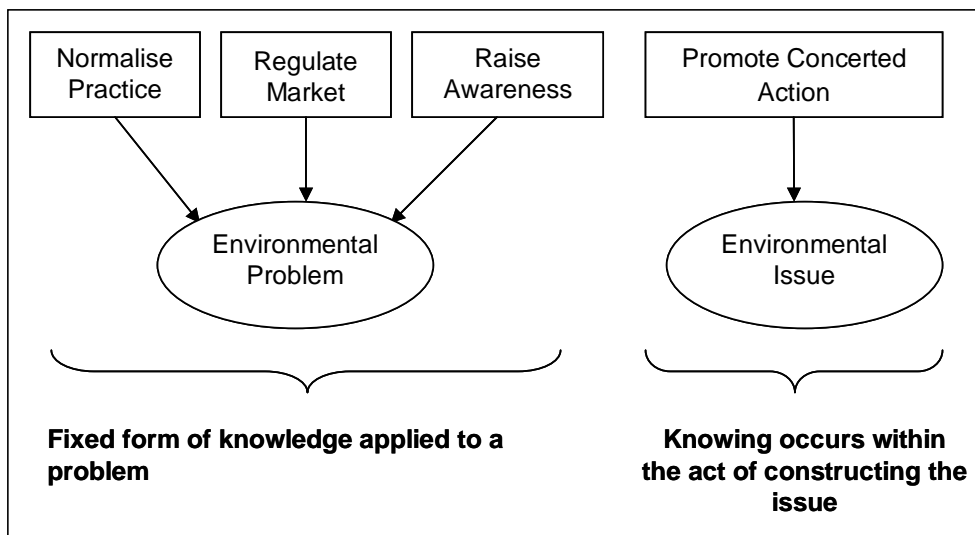 Normalise
Practice
Regulate
Market
Raise
Awareness
Promote Concerted
Action
Environmental
Problem
Environmental
Issue
Fixed form of knowledge applied to a
problem
Knowing occurs within
the act of constructing the
issue